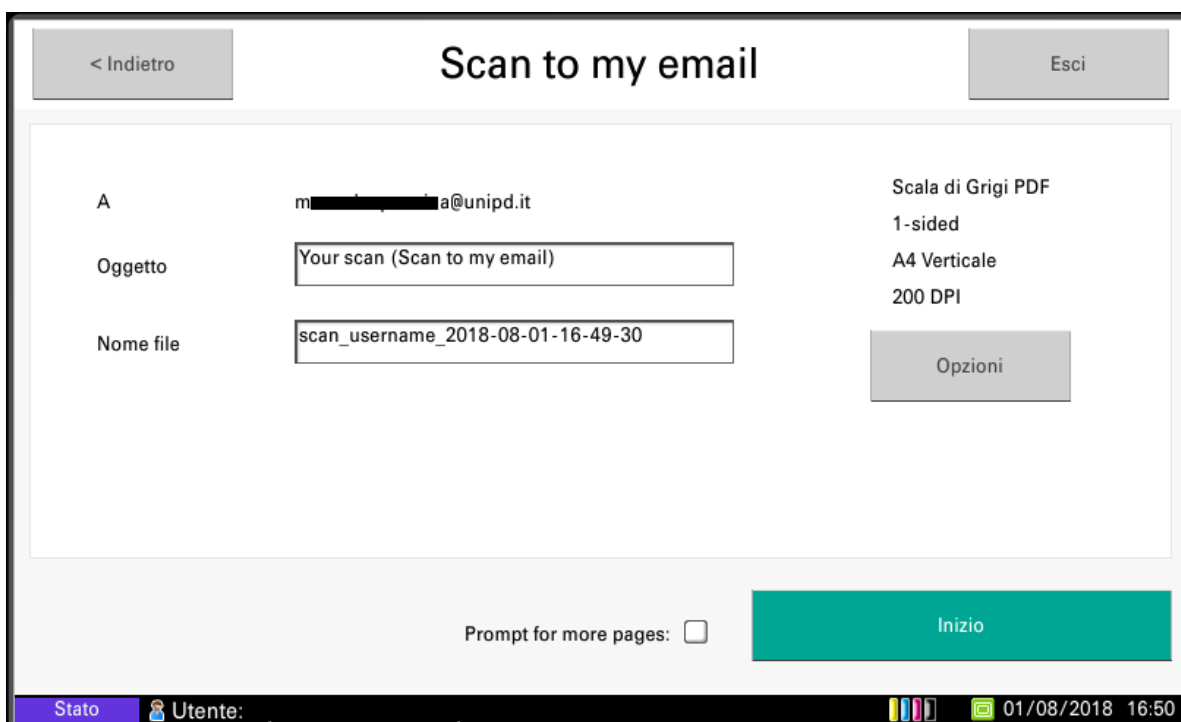 < Indietro
Scan to my email
Esci
A
a@unipd.it
Oggetto
Your scan (Scan to my email)
Nome file
scan_username_2018-08-01-16-49-30
Scala di Grigi PDF
1-sided
A4 Verticale
200 DPI
Opzioni
Prompt for more pages:
Inizio
Stato
Utente:
01/08/2018 16:50